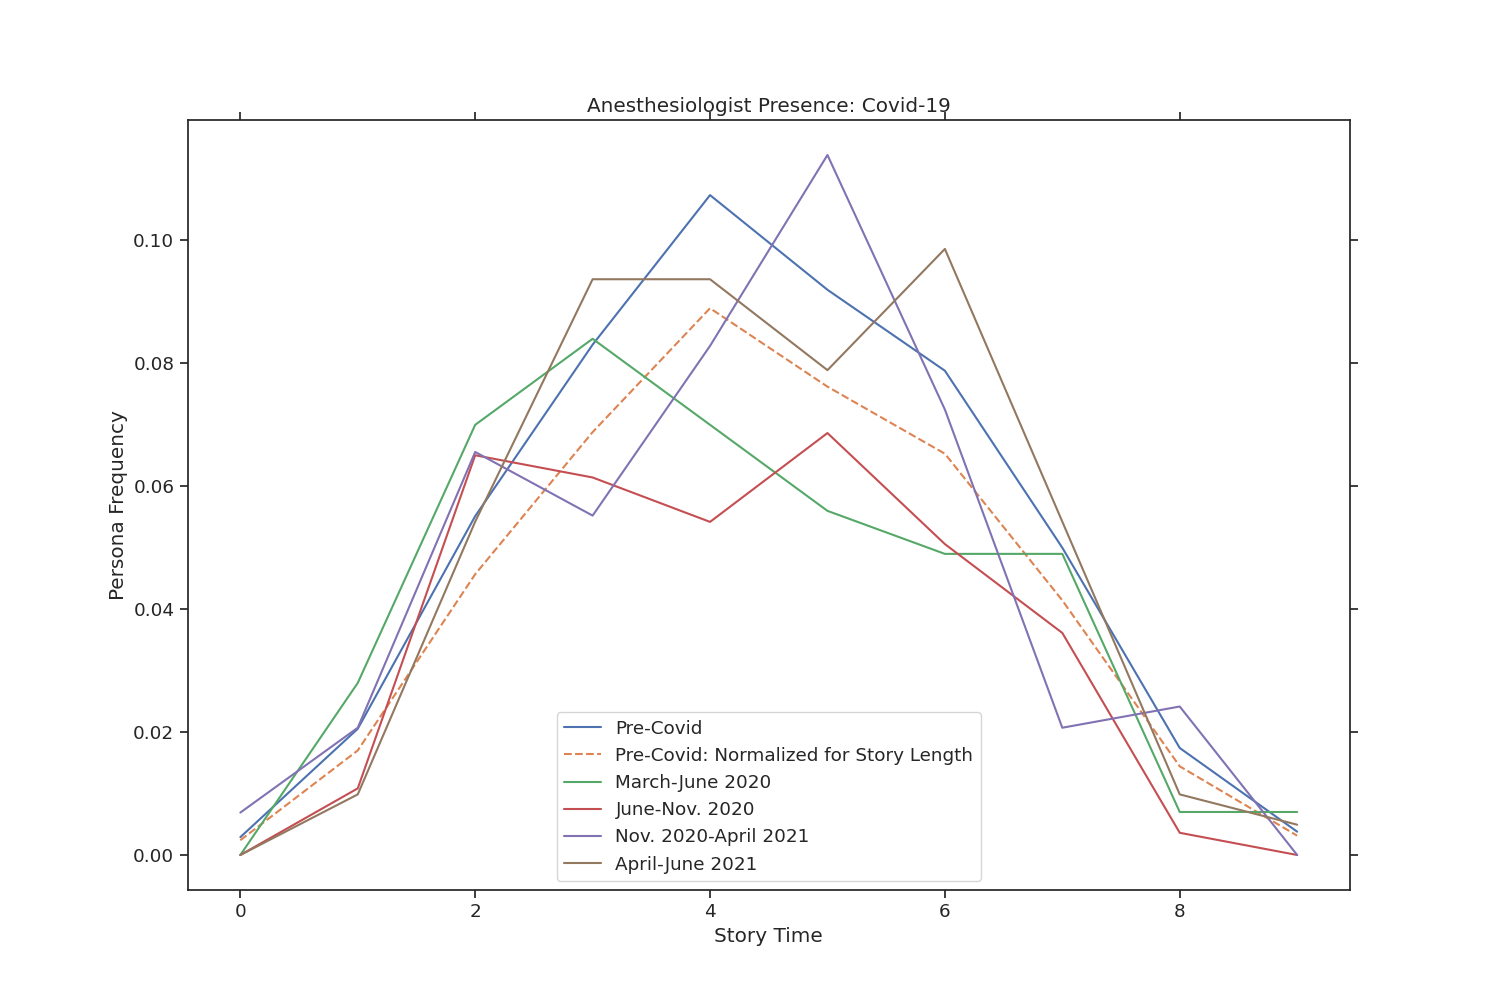 Anesthesiologist Presence: Covid-19
Persona Frequency
0.10
0.08
0.06
0.04
0.02
0.00
Pre-Covid
Pre-Covid: Normalized for Story Length
March-June 2020
June-Nov. 2020
Nov. 2020-April 2021
April-June 2021
0 2 4 6 8
Story Time